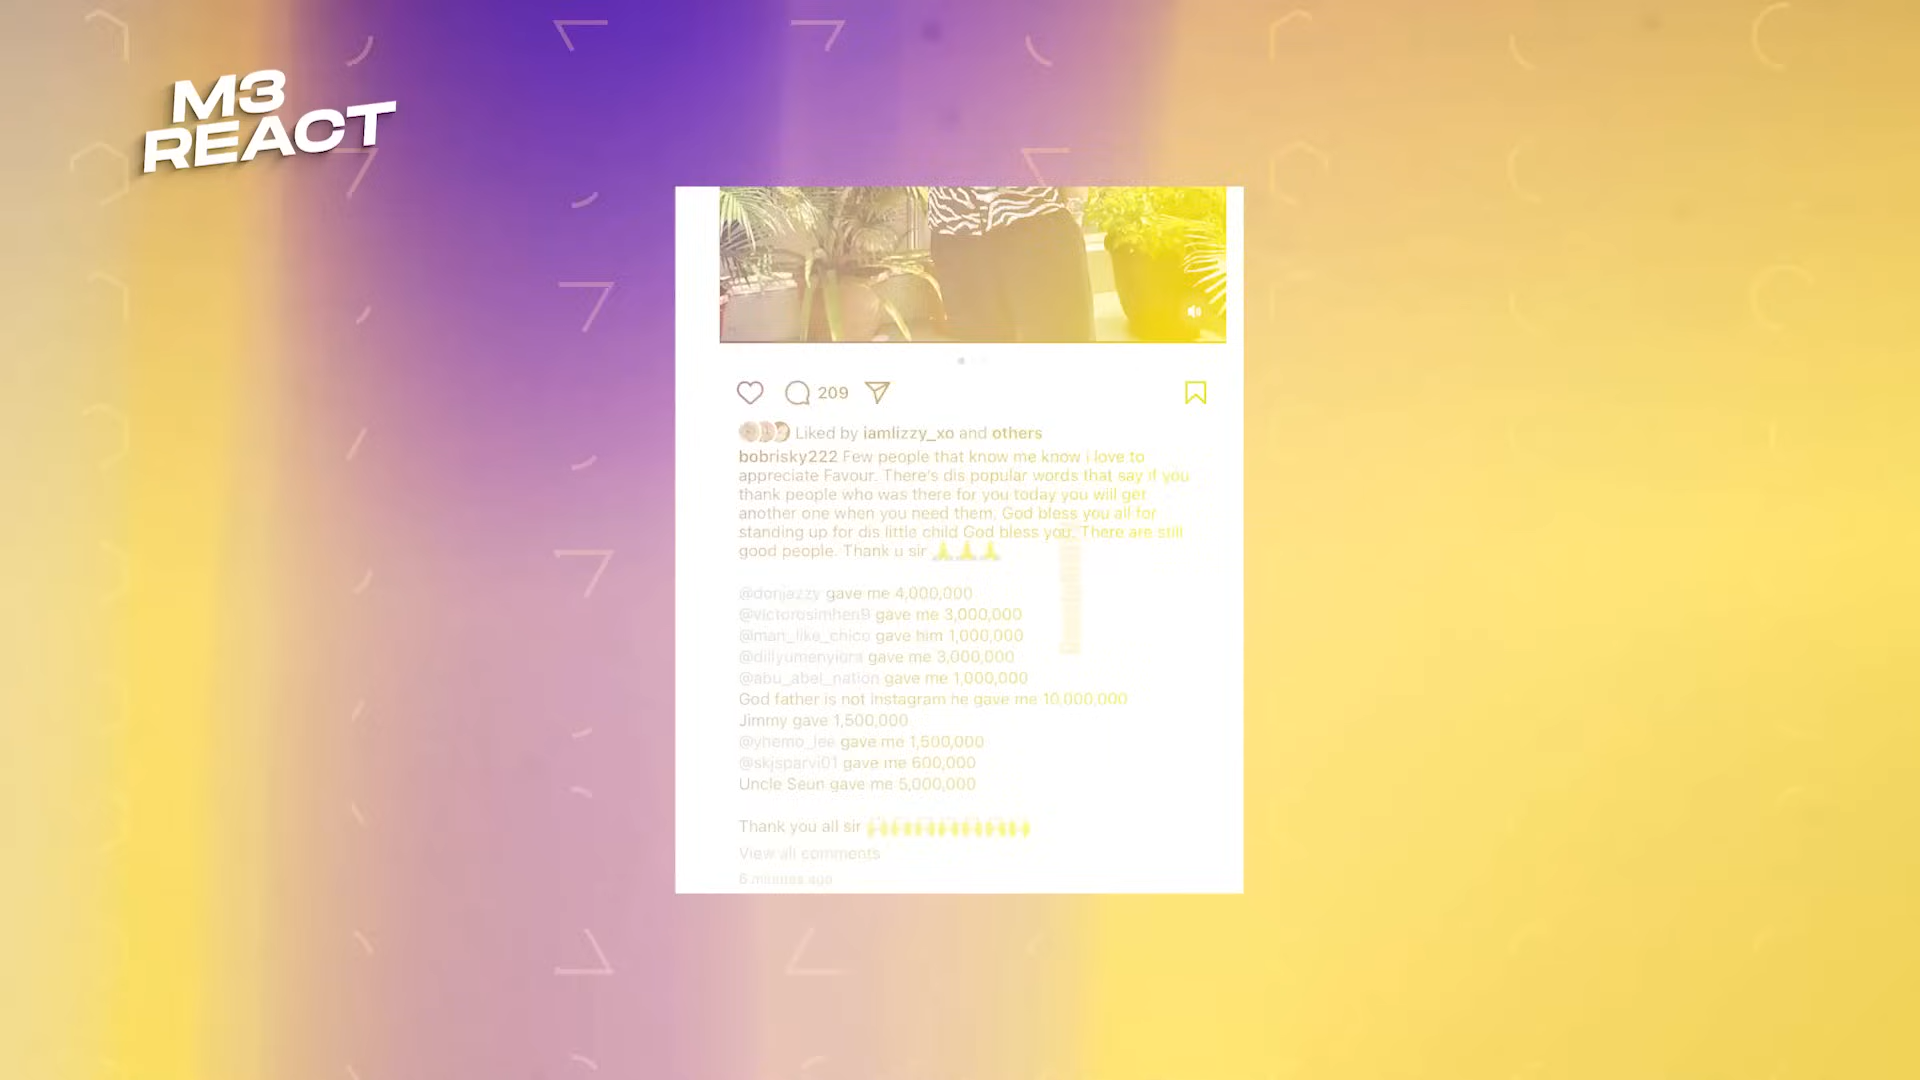 M3
REACT
209
Liked by iamlizzy_xo and others
bobrisky222 Few people that know me know i love to
appreciate Favour. There's dis popular words that say if you
thank people who was there for you today you will get
another one when you need them. God bless you all for
standing up for dis little child God bless you. There are still
good people. Thank u sir 🙏🙏🙏
@donjazzy gave me 4,000,000
@victorosimhen9 gave me 3,000,000
@man_like_chico gave him 1,000,000
@dillyumenyiora gave me 3,000,000
@abu_abel_nation gave me 1,000,000
God father is not Instagram he gave me 10,000,000
Jimmy gave 1,500,000
@yhemo_lee gave me 1,500,000
@skjsparvi01 gave me 600,000
Uncle Seun gave me 5,000,000
Thank you all sir
View all comments
6 minutes ago